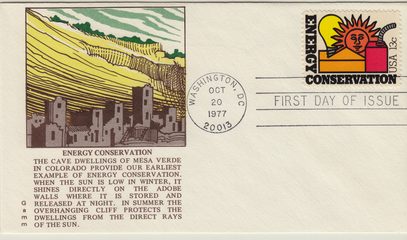 ENERGY
CONSERVATION
USA 13c
WASHINGTON, DC
OCT
20
1977
20013
FIRST DAY OF ISSUE
ENERGY CONSERVATION
THE CAVE DWELLINGS OF MESA VERDE
IN COLORADO PROVIDE OUR EARLIEST
EXAMPLE OF ENERGY CONSERVATION.
WHEN THE SUN IS LOW IN WINTER, IT
SHINES DIRECTLY ON THE ADOBE
WALLS WHERE IT IS STORED AND
RELEASED AT NIGHT. IN SUMMER THE
OVERHANGING CLIFF PROTECTS THE
DWELLINGS FROM THE DIRECT RAYS
OF THE SUN.